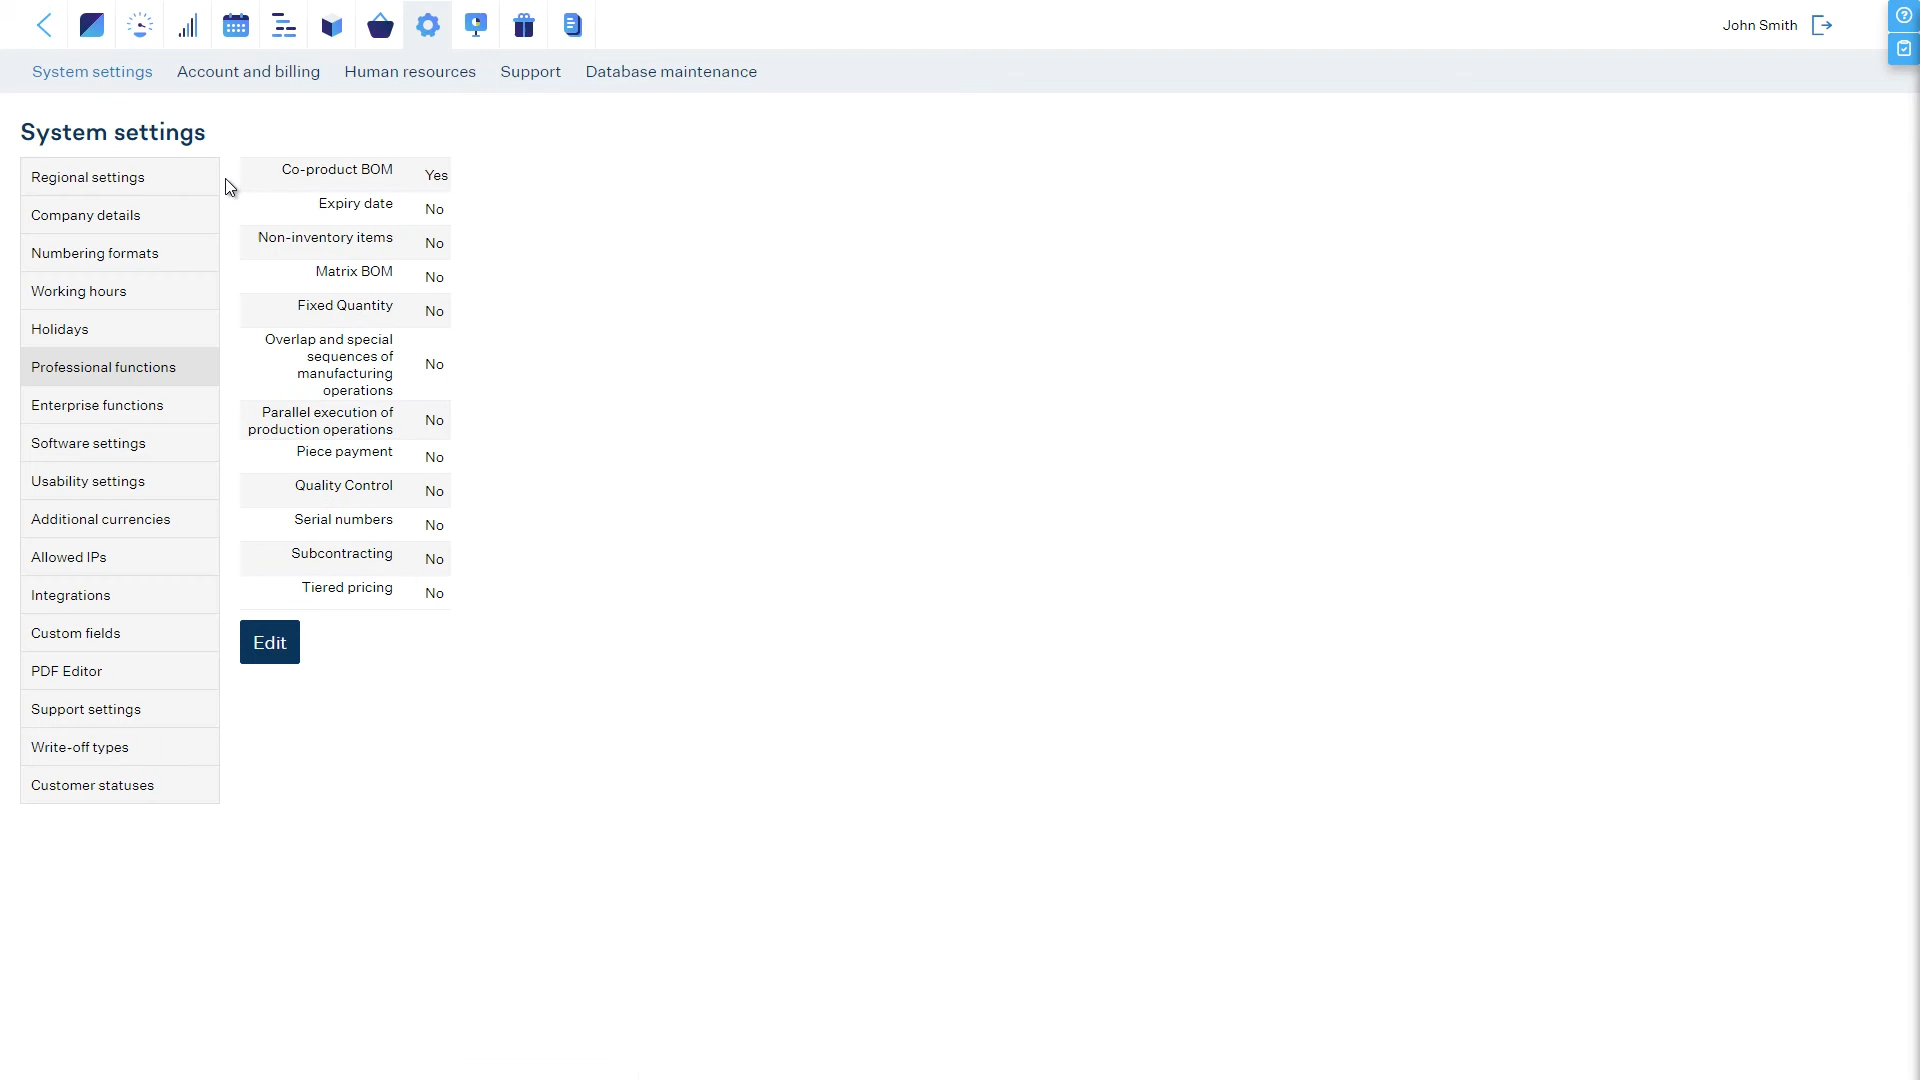 John Smith
System settings
Account and billing
Human resources
Support
Database maintenance
System settings
Regional settings
Company details
Numbering formats
Working hours
Holidays
Professional functions
Enterprise functions
Software settings
Usability settings
Additional currencies
Allowed IPs
Integrations
Custom fields
PDF Editor
Support settings
Write-off types
Customer statuses
Co-product BOM Yes
Expiry date No
Non-inventory items No
Matrix BOM No
Fixed Quantity No
Overlap and special
sequences of
manufacturing
operations
No
Parallel execution of
production operations
No
Piece payment No
Quality Control No
Serial numbers No
Subcontracting No
Tiered pricing No
Edit